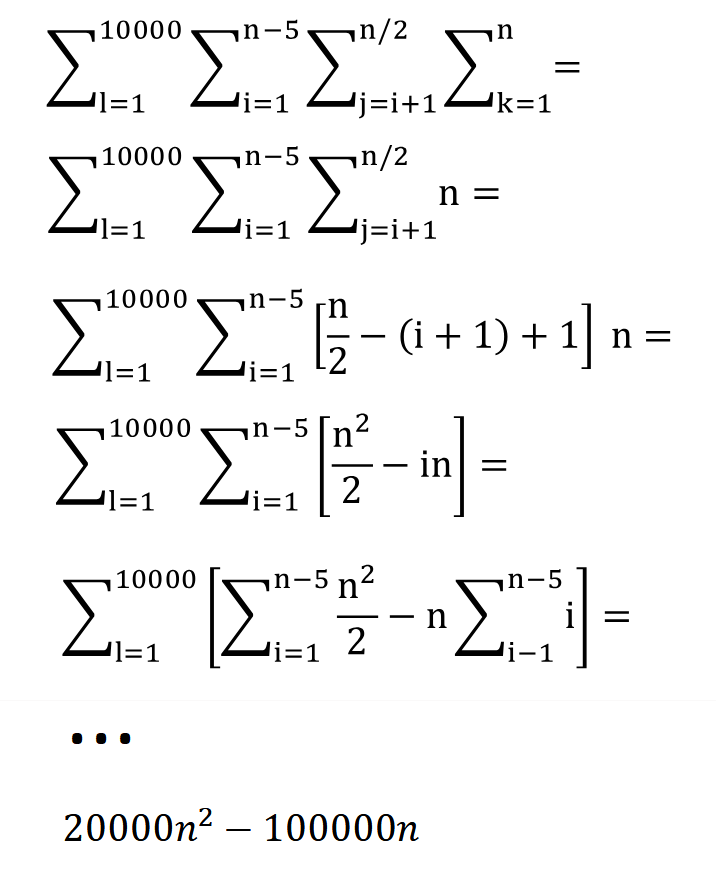 ∑_{l=1}^{10000} ∑_{i=1}^{n−5} ∑_{j=i+1}^{n/2} ∑_{k=1}^{n} =
∑_{l=1}^{10000} ∑_{i=1}^{n−5} ∑_{j=i+1}^{n/2} n =
∑_{l=1}^{10000} ∑_{i=1}^{n−5} [n/2 − (i + 1) + 1] n =
∑_{l=1}^{10000} ∑_{i=1}^{n−5} [n²/2 − in] =
∑_{l=1}^{10000} [∑_{i=1}^{n−5} n²/2 − n ∑_{i−1}^{n−5} i] =
...
20000n² − 100000n